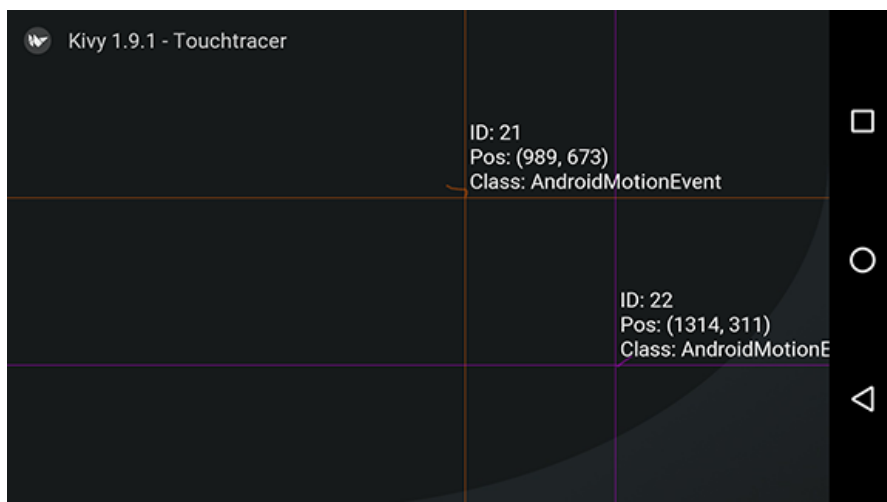 Kivy 1.9.1 - Touchtracer
ID: 21
Pos: (989, 673)
Class: AndroidMotionEvent
ID: 22
Pos: (1314, 311)
Class: AndroidMotionE